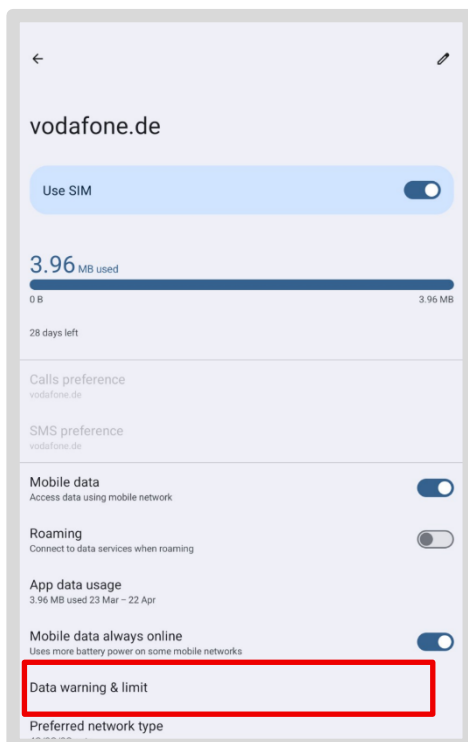 vodafone.de
Use SIM
3.96 MB used
0 B 3.96 MB
28 days left
Calls preference
vodafone.de
SMS preference
vodafone.de
Mobile data
Access data using mobile network
Roaming
Connect to data services when roaming
App data usage
3.96 MB used 23 Mar – 22 Apr
Mobile data always online
Uses more battery power on some mobile networks
Data warning & limit
Preferred network type